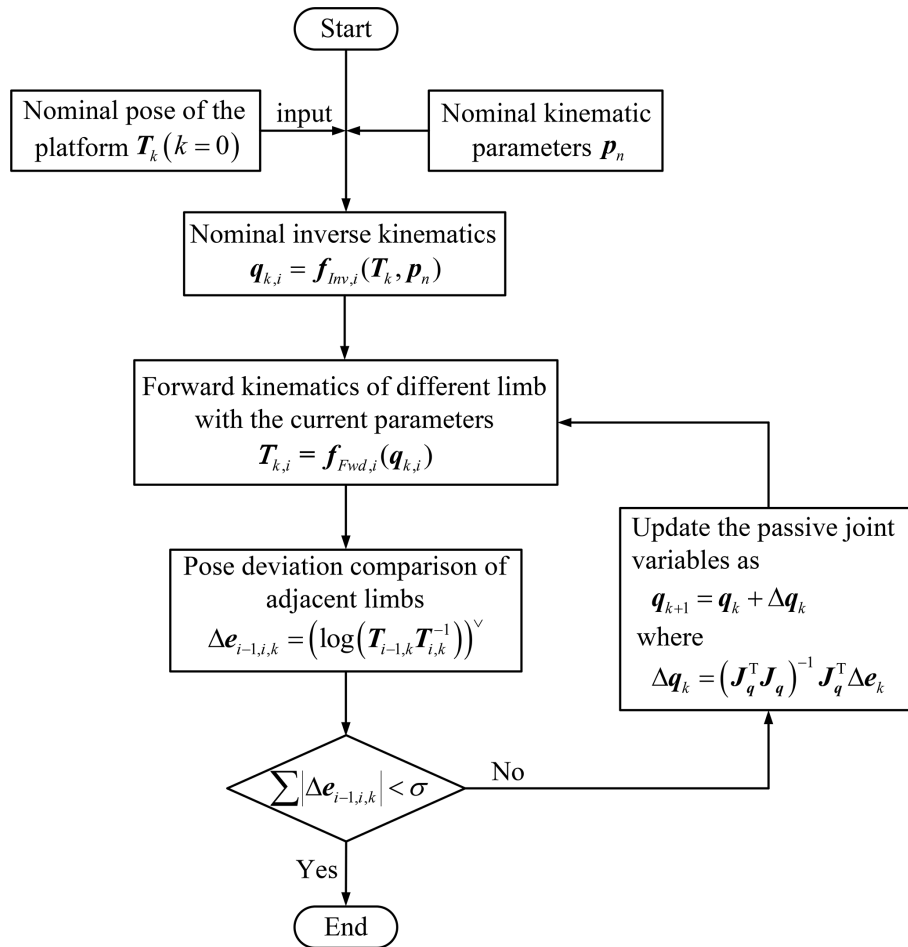 Start
Nominal pose of the
platform T_k (k = 0)
input
Nominal kinematic
parameters p_n
Nominal inverse kinematics
q_{k,i} = f_{Inv,i}(T_k, p_n)
Forward kinematics of different limb
with the current parameters
T_{k,i} = f_{Fwd,i}(q_{k,i})
Pose deviation comparison of
adjacent limbs
Δe_{i−1,i,k} = (log(T_{i−1,k} T_{i,k}^{−1}))^∨
∑|Δe_{i−1,i,k}| < σ
No
Update the passive joint
variables as
q_{k+1} = q_k + Δq_k
where
Δq_k = (J_q^T J_q)^{−1} J_q^T Δe_k
Yes
End